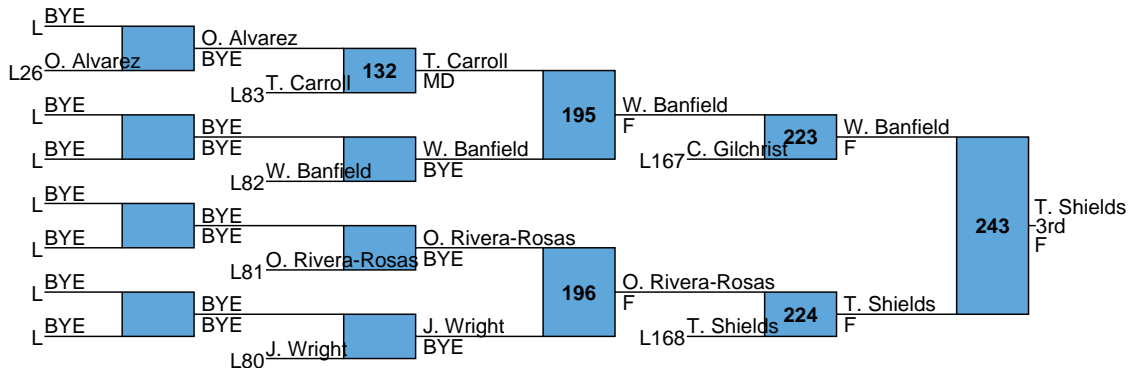 BYE
L
O. Alvarez
L26
O. Alvarez
BYE
T. Carroll
L83
132
T. Carroll
MD
BYE
L
BYE
L
BYE
BYE
W. Banfield
L82
W. Banfield
BYE
195
W. Banfield
F
C. Gilchrist
L167
223
W. Banfield
F
BYE
L
BYE
L
BYE
BYE
O. Rivera-Rosas
L81
O. Rivera-Rosas
BYE
BYE
L
BYE
L
BYE
BYE
J. Wright
L80
J. Wright
BYE
196
O. Rivera-Rosas
F
T. Shields
L168
224
T. Shields
F
243
T. Shields
3rd
F